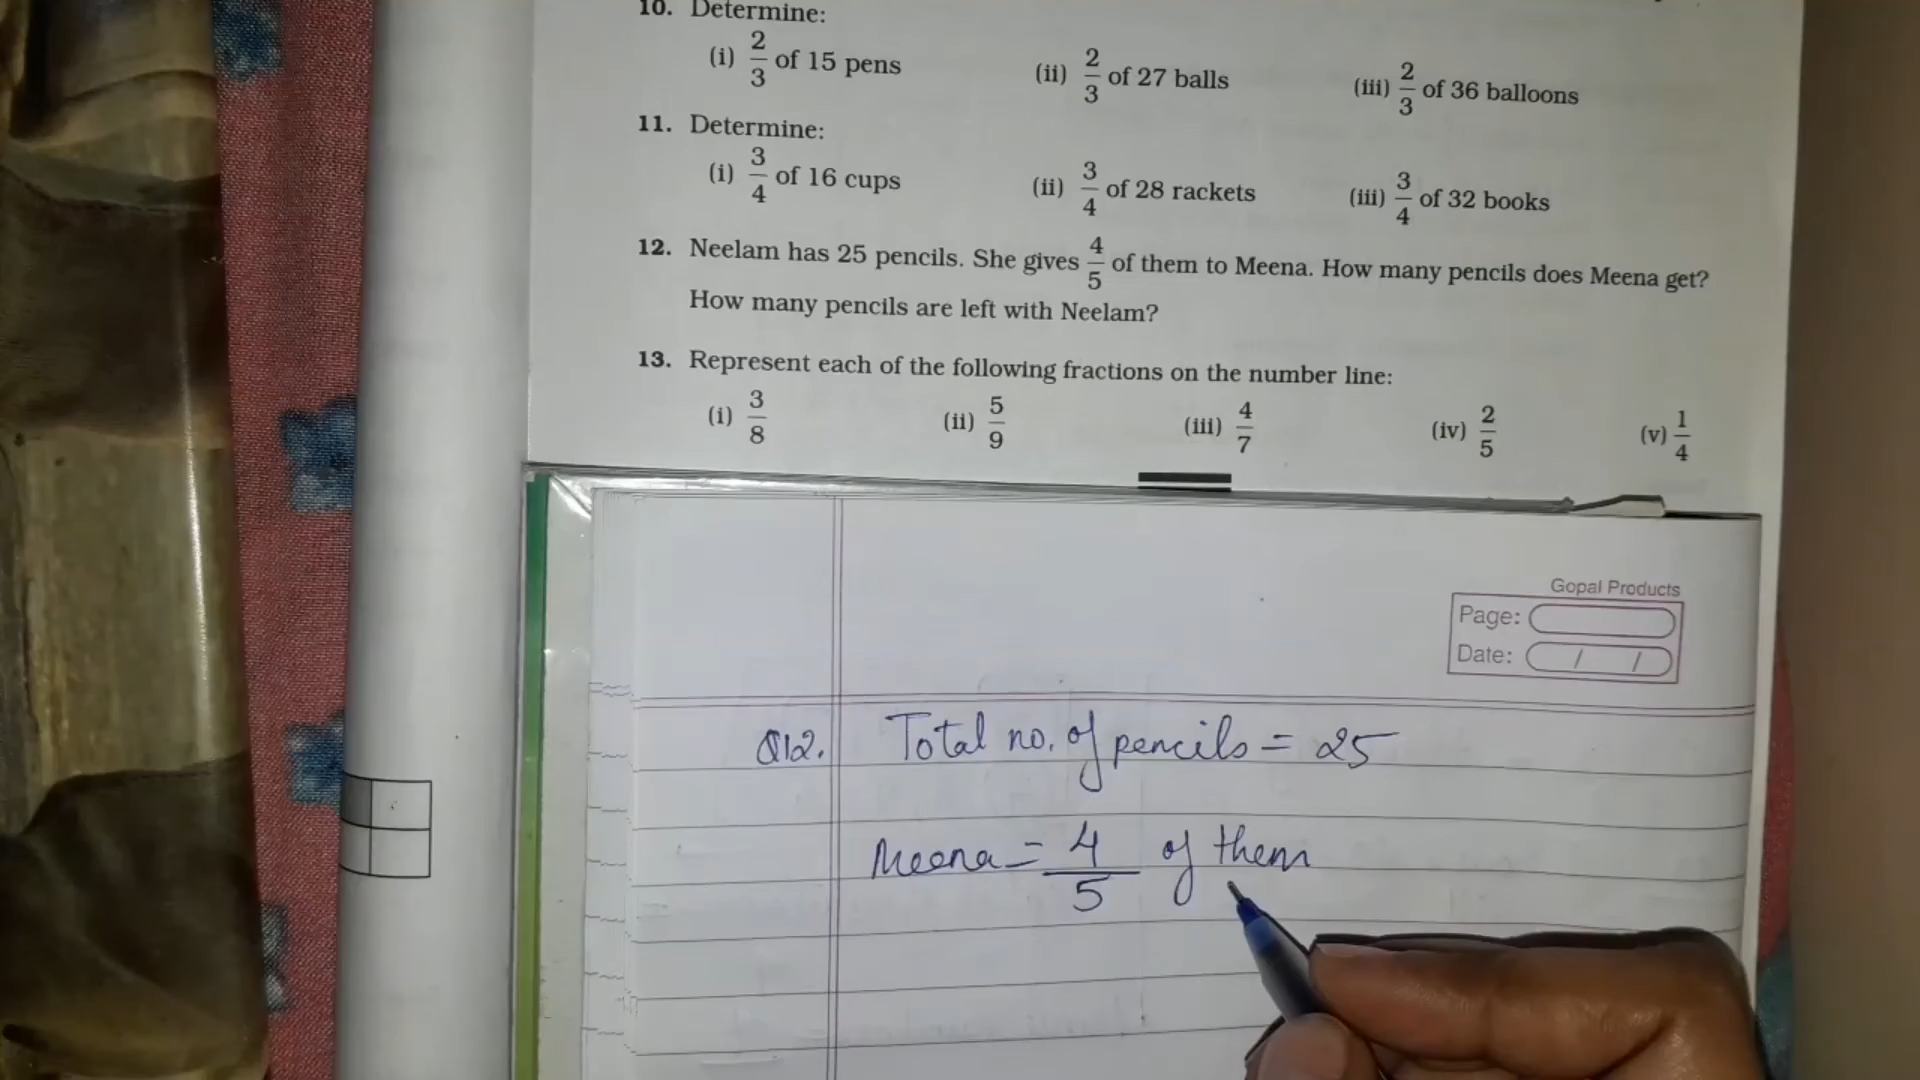 10. Determine:
(i) 2/3 of 15 pens (ii) 2/3 of 27 balls (iii) 2/3 of 36 balloons
11. Determine:
(i) 3/4 of 16 cups (ii) 3/4 of 28 rackets (iii) 3/4 of 32 books
12. Neelam has 25 pencils. She gives 4/5 of them to Meena. How many pencils does Meena get?
How many pencils are left with Neelam?
13. Represent each of the following fractions on the number line:
(i) 3/8 (ii) 5/9 (iii) 4/7 (iv) 2/5 (v) 1/4
Gopal Products
Page:
Date: / /
Q12. Total no. of pencils = 25
Meena = 4/5 of them